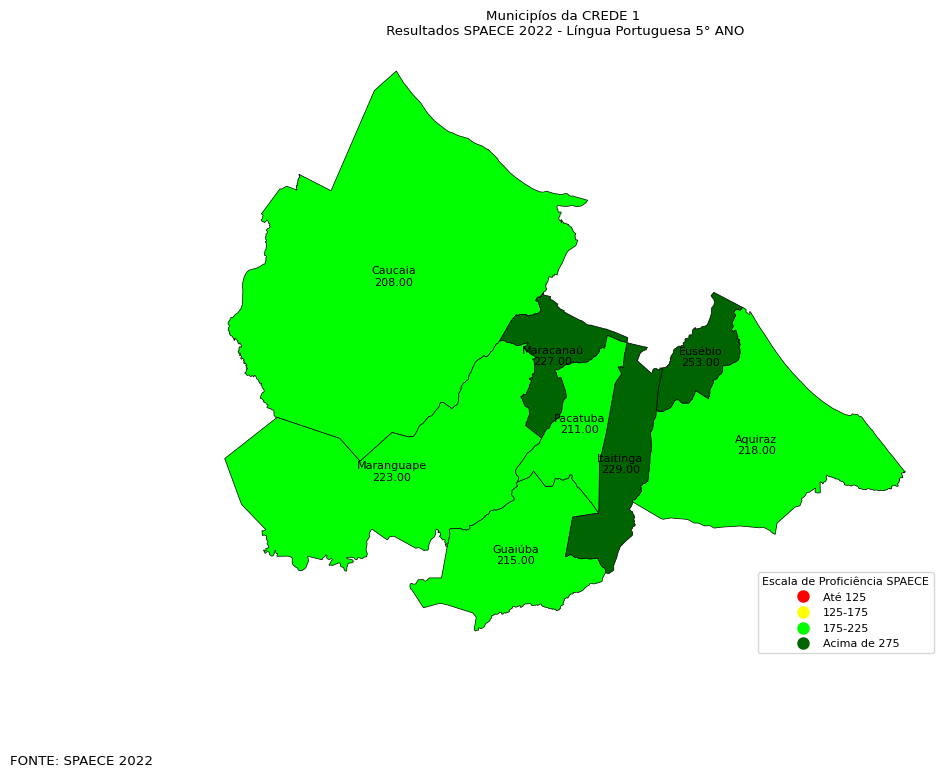 Municipíos da CREDE 1
Resultados SPAECE 2022 - Língua Portuguesa 5° ANO
Caucaia
208.00
Maracanaú
227.00
Eusébio
253.00
Pacatuba
211.00
Aquiraz
218.00
Itaitinga
229.00
Maranguape
223.00
Guaiúba
215.00
Escala de Proficiência SPAECE
Até 125
125-175
175-225
Acima de 275
FONTE: SPAECE 2022